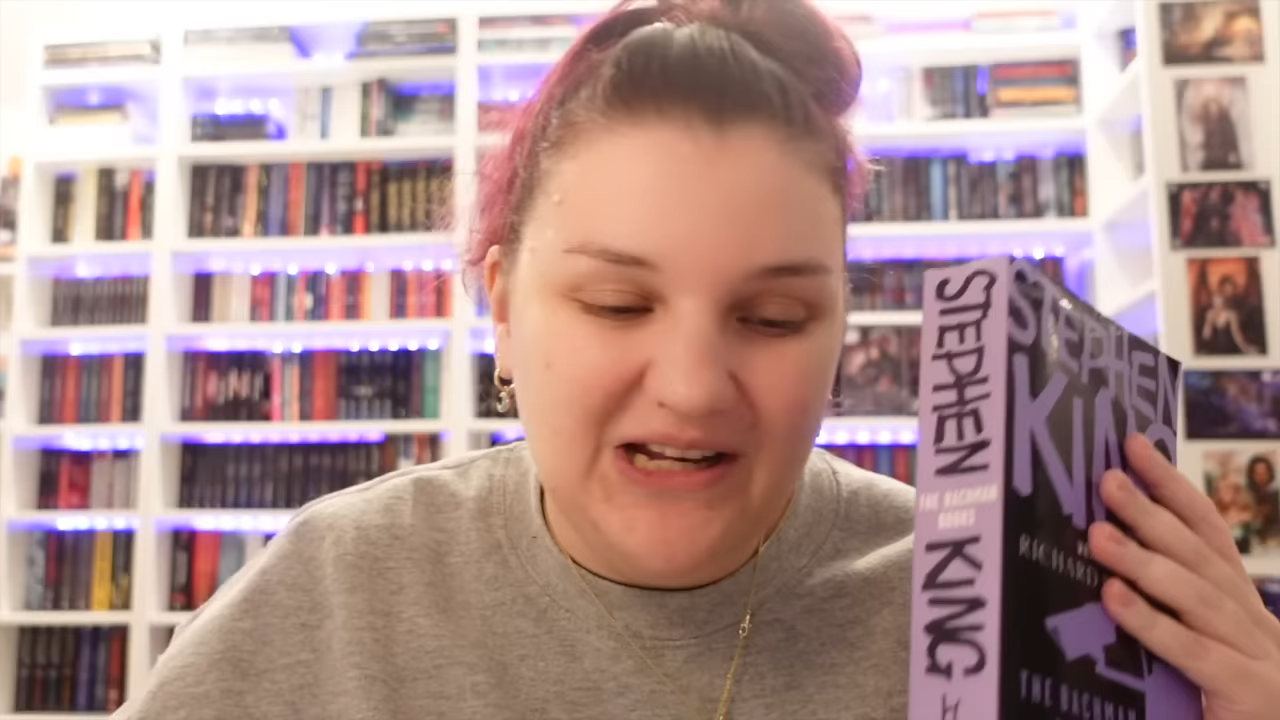 STEPHEN
KING
THE BACHMAN
BOOKS
STEPHEN
KING
RICHARD
THE BACHMAN